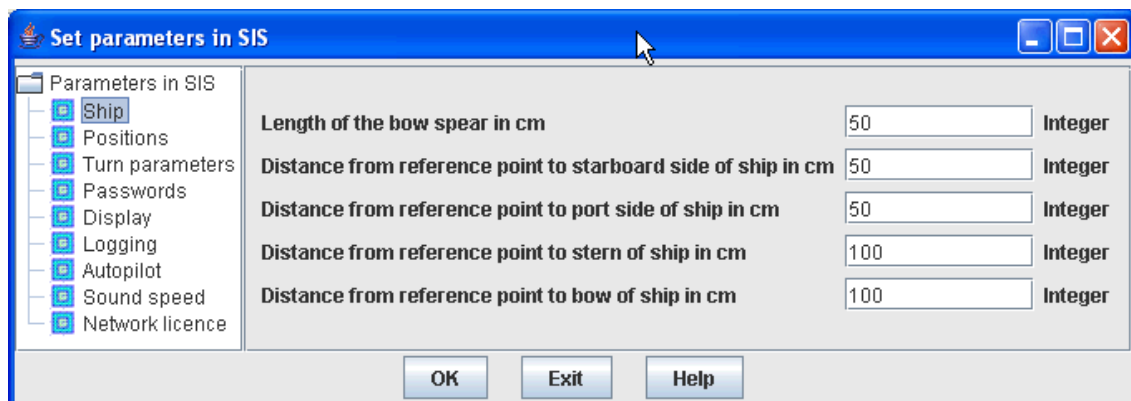 Set parameters in SIS
Parameters in SIS
Ship
Positions
Turn parameters
Passwords
Display
Logging
Autopilot
Sound speed
Network licence
Length of the bow spear in cm 50 Integer
Distance from reference point to starboard side of ship in cm 50 Integer
Distance from reference point to port side of ship in cm 50 Integer
Distance from reference point to stern of ship in cm 100 Integer
Distance from reference point to bow of ship in cm 100 Integer
OK Exit Help